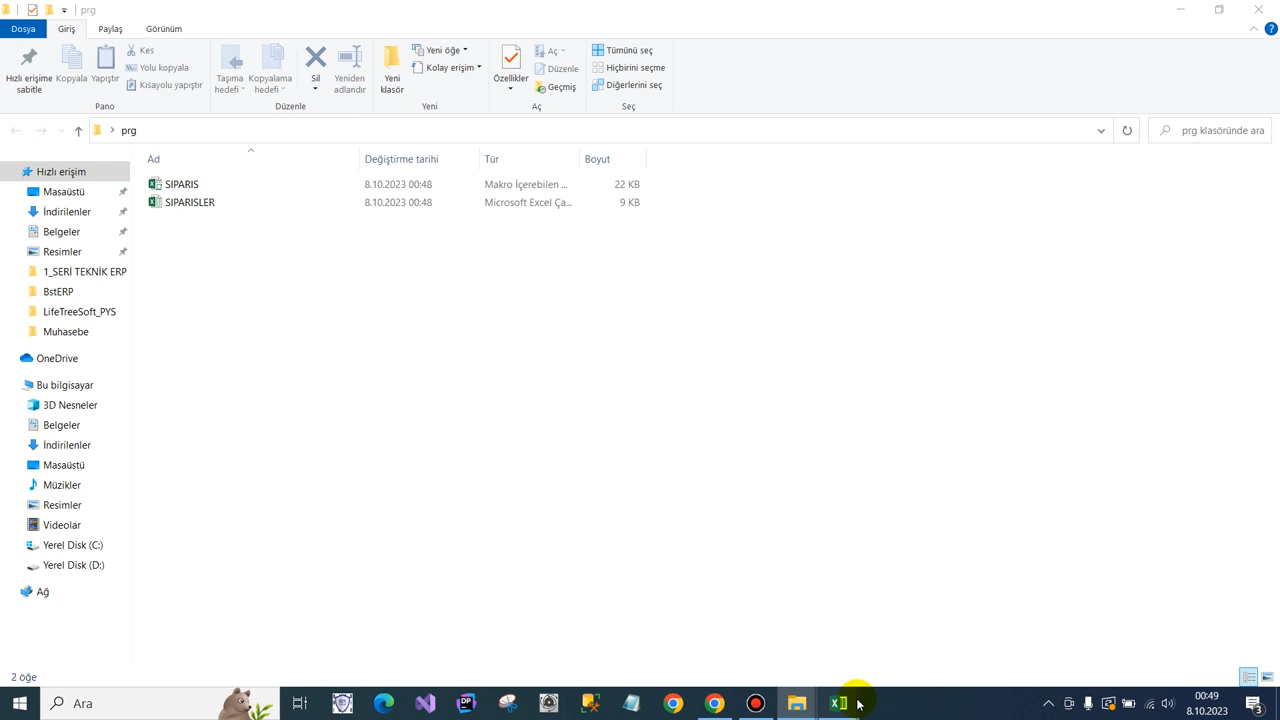 prg
Dosya Giriş Paylaş Görünüm
Hızlı erişime sabitle
Kopyala
Yapıştır
Kes
Yolu kopyala
Kısayolu yapıştır
Pano
Taşıma hedefi
Kopyalama hedefi
Sil
Yeniden adlandır
Düzenle
Yeni klasör
Yeni öğe
Kolay erişim
Yeni
Özellikler
Aç
Düzenle
Geçmiş
Aç
Tümünü seç
Hiçbirini seçme
Diğerlerini seç
Seç
prg
prg klasöründe ara
Ad Değiştirme tarihi Tür Boyut
SIPARIS 8.10.2023 00:48 Makro İçerebilen ... 22 KB
SIPARISLER 8.10.2023 00:48 Microsoft Excel Ça... 9 KB
Hızlı erişim
Masaüstü
İndirilenler
Belgeler
Resimler
1_SERİ TEKNİK ERP
BstERP
LifeTreeSoft_PYS
Muhasebe
OneDrive
Bu bilgisayar
3D Nesneler
Belgeler
İndirilenler
Masaüstü
Müzikler
Resimler
Videolar
Yerel Disk (C:)
Yerel Disk (D:)
Ağ
2 öğe
Ara
DP
00:49
8.10.2023
3